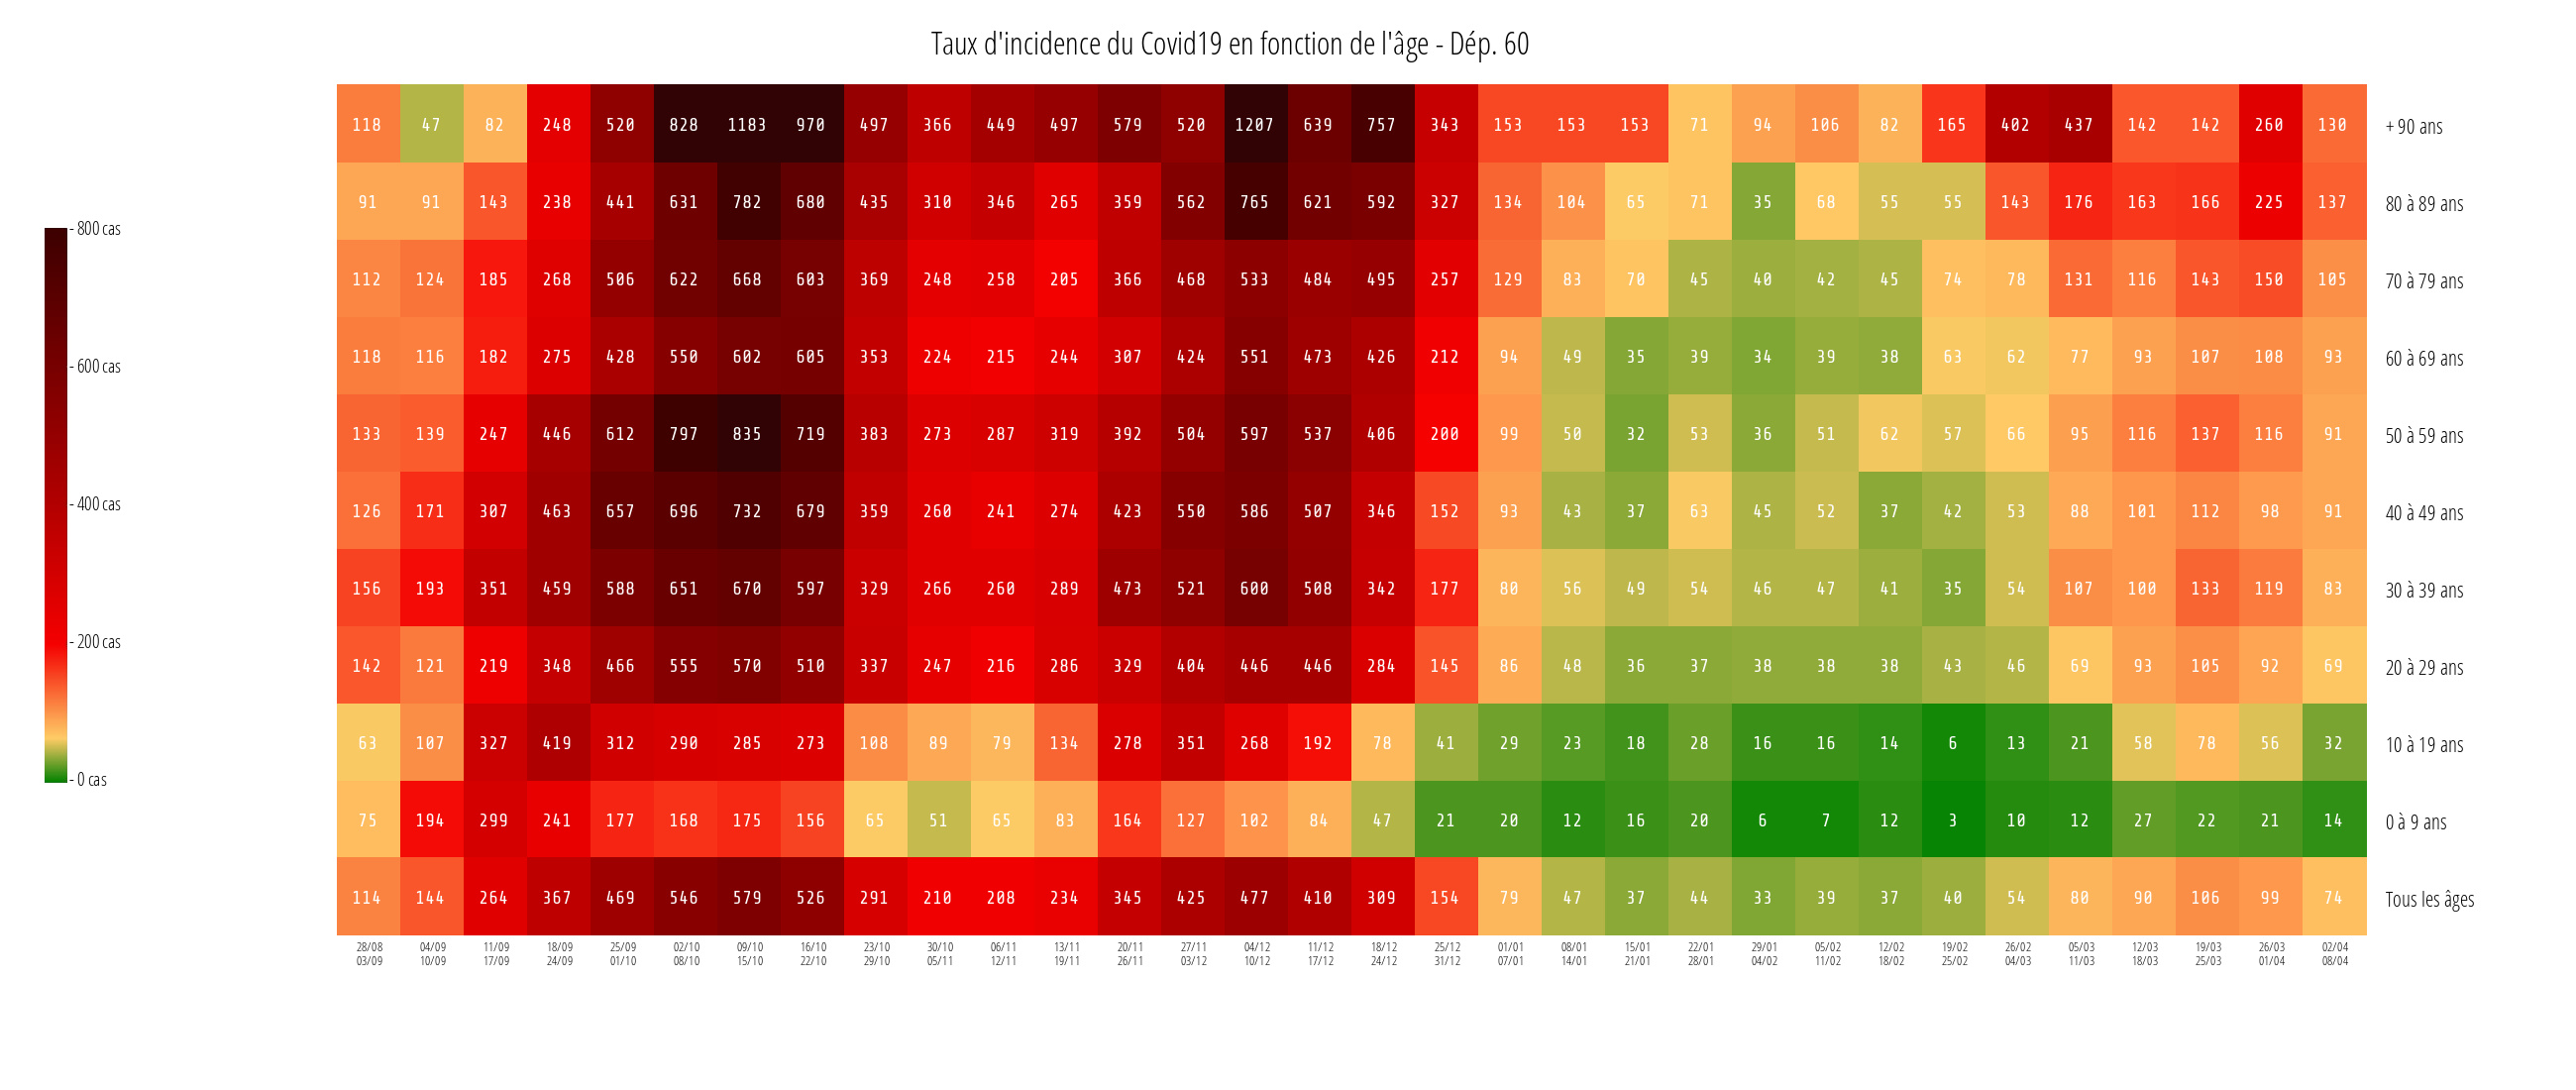 Taux d'incidence du Covid19 en fonction de l'âge - Dép. 60
- 800 cas
- 600 cas
- 400 cas
- 200 cas
- 0 cas
118 47 82 248 520 828 1183 970 497 366 449 497 579 520 1207 639 757 343 153 153 153 71 94 106 82 165 402 437 142 142 260 130 + 90 ans
91 91 143 238 441 631 782 680 435 310 346 265 359 562 765 621 592 327 134 104 65 71 35 68 55 55 143 176 163 166 225 137 80 à 89 ans
112 124 185 268 506 622 668 603 369 248 258 205 366 468 533 484 495 257 129 83 70 45 40 42 45 74 78 131 116 143 150 105 70 à 79 ans
118 116 182 275 428 550 602 605 353 224 215 244 307 424 551 473 426 212 94 49 35 39 34 39 38 63 62 77 93 107 108 93 60 à 69 ans
133 139 247 446 612 797 835 719 383 273 287 319 392 504 597 537 406 200 99 50 32 53 36 51 62 57 66 95 116 137 116 91 50 à 59 ans
126 171 307 463 657 696 732 679 359 260 241 274 423 550 586 507 346 152 93 43 37 63 45 52 37 42 53 88 101 112 98 91 40 à 49 ans
156 193 351 459 588 651 670 597 329 266 260 289 473 521 600 508 342 177 80 56 49 54 46 47 41 35 54 107 100 133 119 83 30 à 39 ans
142 121 219 348 466 555 570 510 337 247 216 286 329 404 446 446 284 145 86 48 36 37 38 38 38 43 46 69 93 105 92 69 20 à 29 ans
63 107 327 419 312 290 285 273 108 89 79 134 278 351 268 192 78 41 29 23 18 28 16 16 14 6 13 21 58 78 56 32 10 à 19 ans
75 194 299 241 177 168 175 156 65 51 65 83 164 127 102 84 47 21 20 12 16 20 6 7 12 3 10 12 27 22 21 14 0 à 9 ans
114 144 264 367 469 546 579 526 291 210 208 234 345 425 477 410 309 154 79 47 37 44 33 39 37 40 54 80 90 106 99 74 Tous les âges
28/08 04/09 11/09 18/09 25/09 02/10 09/10 16/10 23/10 30/10 06/11 13/11 20/11 27/11 04/12 11/12 18/12 25/12 01/01 08/01 15/01 22/01 29/01 05/02 12/02 19/02 26/02 05/03 12/03 19/03 26/03 02/04
03/09 10/09 17/09 24/09 01/10 08/10 15/10 22/10 29/10 05/11 12/11 19/11 26/11 03/12 10/12 17/12 24/12 31/12 07/01 14/01 21/01 28/01 04/02 11/02 18/02 25/02 04/03 11/03 18/03 25/03 01/04 08/04